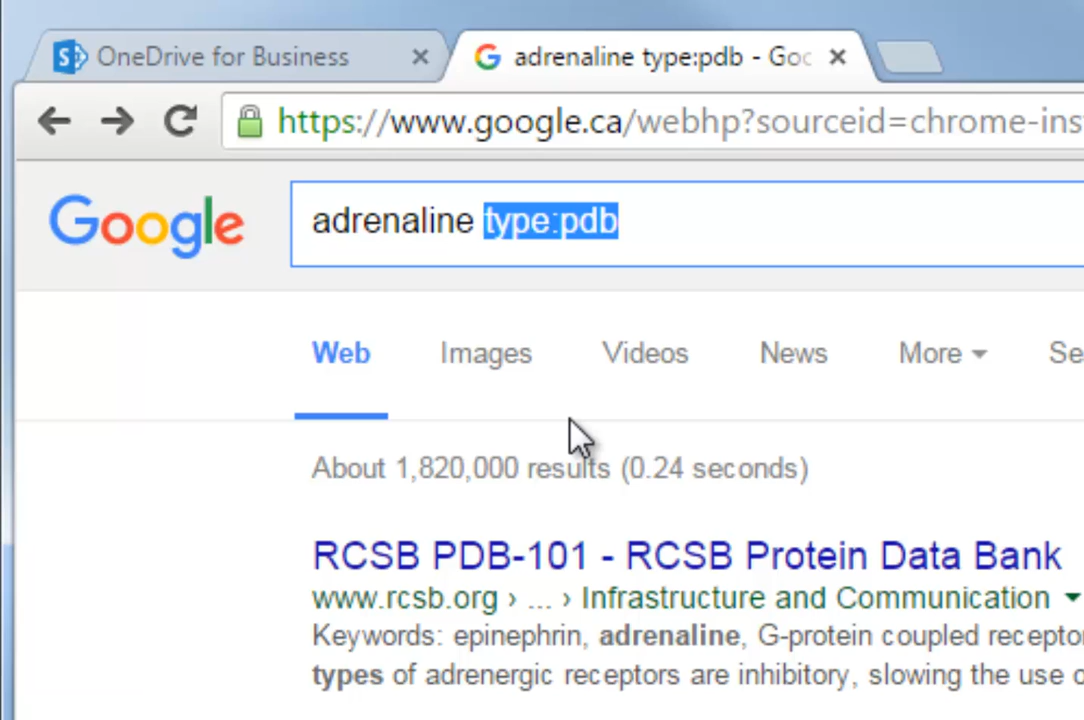 OneDrive for Business
adrenaline type:pdb - Goo
https://www.google.ca/webhp?sourceid=chrome-ins
Google
adrenaline type:pdb
Web Images Videos News More Se
About 1,820,000 results (0.24 seconds)
RCSB PDB-101 - RCSB Protein Data Bank
www.rcsb.org › ... › Infrastructure and Communication
Keywords: epinephrin, adrenaline, G-protein coupled recepto
types of adrenergic receptors are inhibitory, slowing the use o